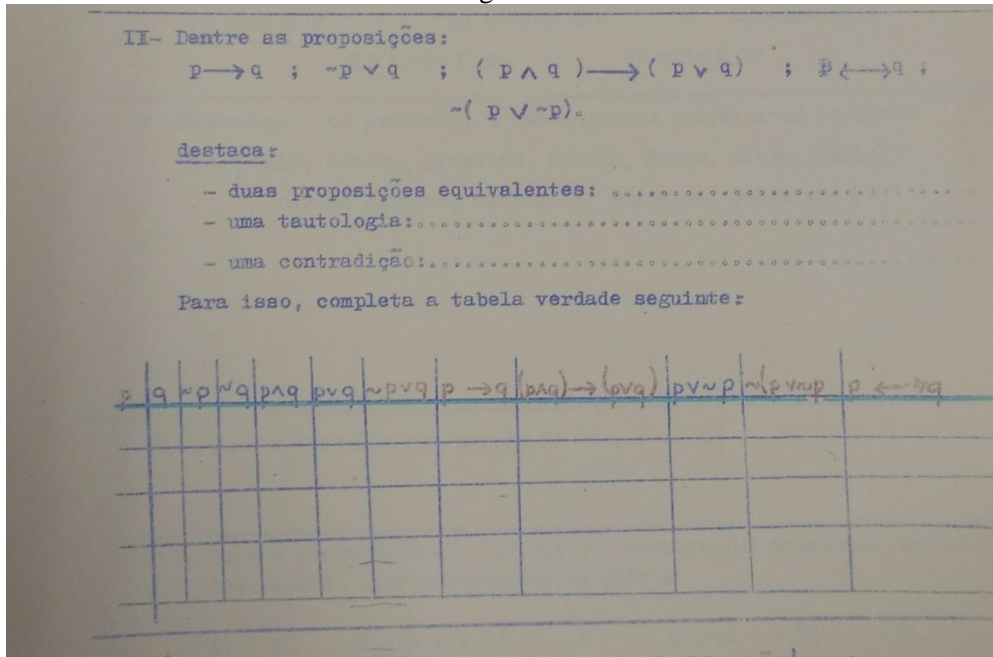 II- Dentre as proposições:
p⟶q ; ~p ∨ q ; ( p ∧ q )⟶( p ∨ q) ; p⟷q ;
~( p ∨ ~p).
destaca:
- duas proposições equivalentes: ........................................
- uma tautologia:..............................................................
- uma contradição:............................................................
Para isso, completa a tabela verdade seguinte:
p q ~p ~q p∧q p∨q ~p∨q p →q (p∧q)→(p∨q) p∨~p ~(p∨~p p ⟷q